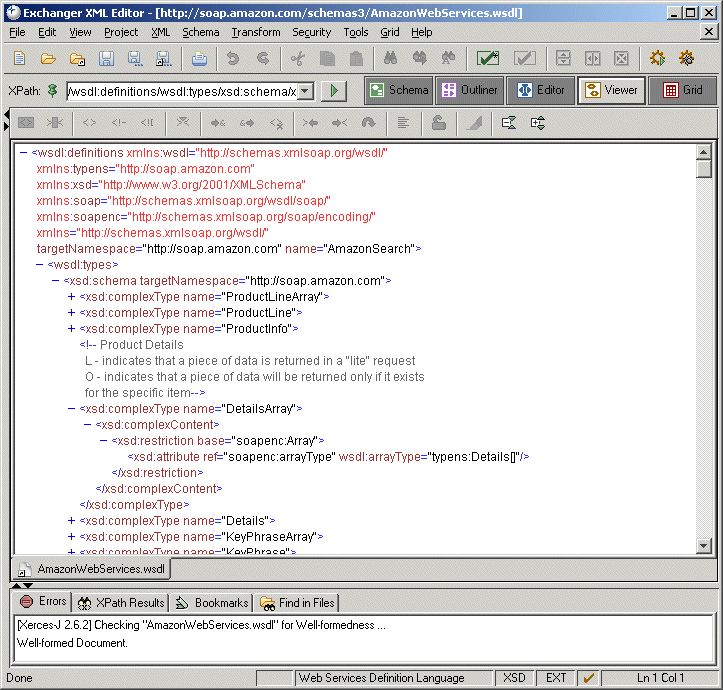 Exchanger XML Editor - [http://soap.amazon.com/schemas3/AmazonWebServices.wsdl]
File Edit View Project XML Schema Transform Security Tools Grid Help
XPath: /wsdl:definitions/wsdl:types/xsd:schema/x Schema Outliner Editor Viewer Grid
− <wsdl:definitions xmlns:wsdl="http://schemas.xmlsoap.org/wsdl/"
xmlns:typens="http://soap.amazon.com"
xmlns:xsd="http://www.w3.org/2001/XMLSchema"
xmlns:soap="http://schemas.xmlsoap.org/wsdl/soap/"
xmlns:soapenc="http://schemas.xmlsoap.org/soap/encoding/"
xmlns="http://schemas.xmlsoap.org/wsdl/"
targetNamespace="http://soap.amazon.com" name="AmazonSearch">
− <wsdl:types>
− <xsd:schema targetNamespace="http://soap.amazon.com">
+ <xsd:complexType name="ProductLineArray">
+ <xsd:complexType name="ProductLine">
+ <xsd:complexType name="ProductInfo">
<!-- Product Details
L - indicates that a piece of data is returned in a "lite" request
O - indicates that a piece of data will be returned only if it exists
for the specific item-->
− <xsd:complexType name="DetailsArray">
− <xsd:complexContent>
− <xsd:restriction base="soapenc:Array">
<xsd:attribute ref="soapenc:arrayType" wsdl:arrayType="typens:Details[]"/>
</xsd:restriction>
</xsd:complexContent>
</xsd:complexType>
+ <xsd:complexType name="Details">
+ <xsd:complexType name="KeyPhraseArray">
+ <xsd:complexType name="KeyPhrase">
AmazonWebServices.wsdl
Errors XPath Results Bookmarks Find in Files
[Xerces-J 2.6.2] Checking "AmazonWebServices.wsdl" for Well-formedness ...
Well-formed Document.
Done Web Services Definition Language XSD EXT Ln 1 Col 1